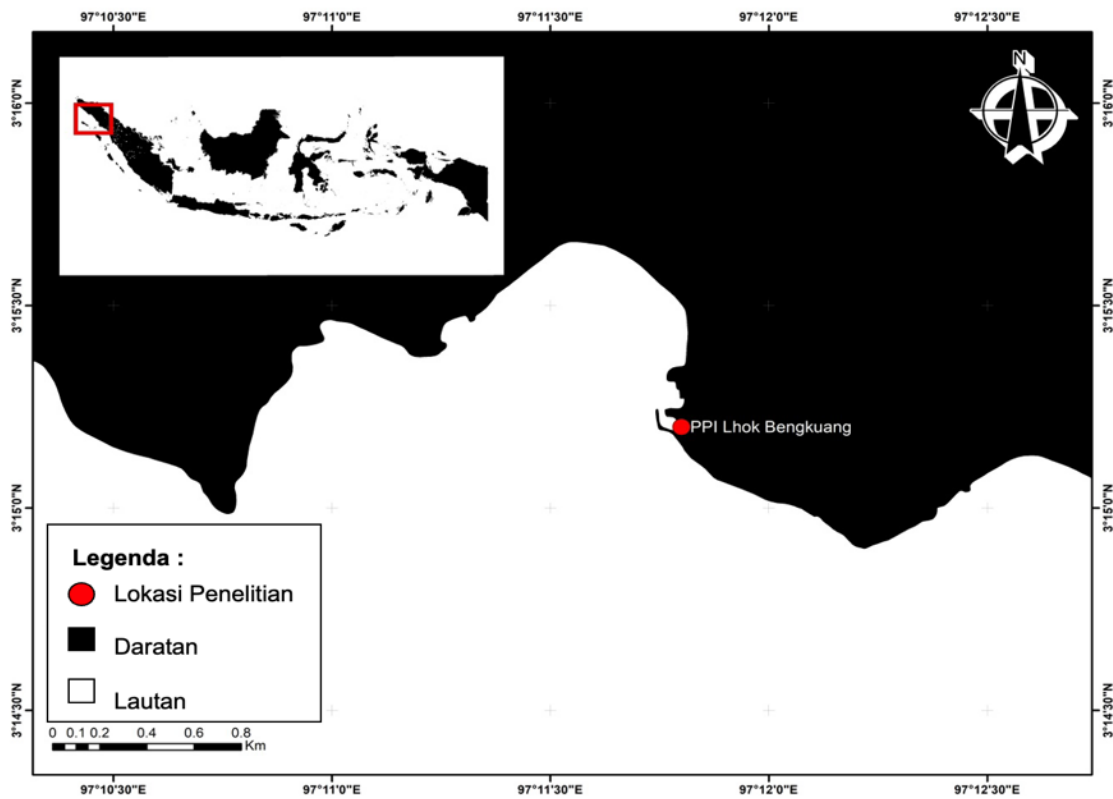 97°10'30"E 97°11'0"E 97°11'30"E 97°12'0"E 97°12'30"E
N
3°16'0"N 3°16'0"N
3°15'30"N 3°15'30"N
PPI Lhok Bengkuang
3°15'0"N 3°15'0"N
Legenda :
Lokasi Penelitian
Daratan
Lautan
3°14'30"N 3°14'30"N
0 0.1 0.2 0.4 0.6 0.8
Km
97°10'30"E 97°11'0"E 97°11'30"E 97°12'0"E 97°12'30"E